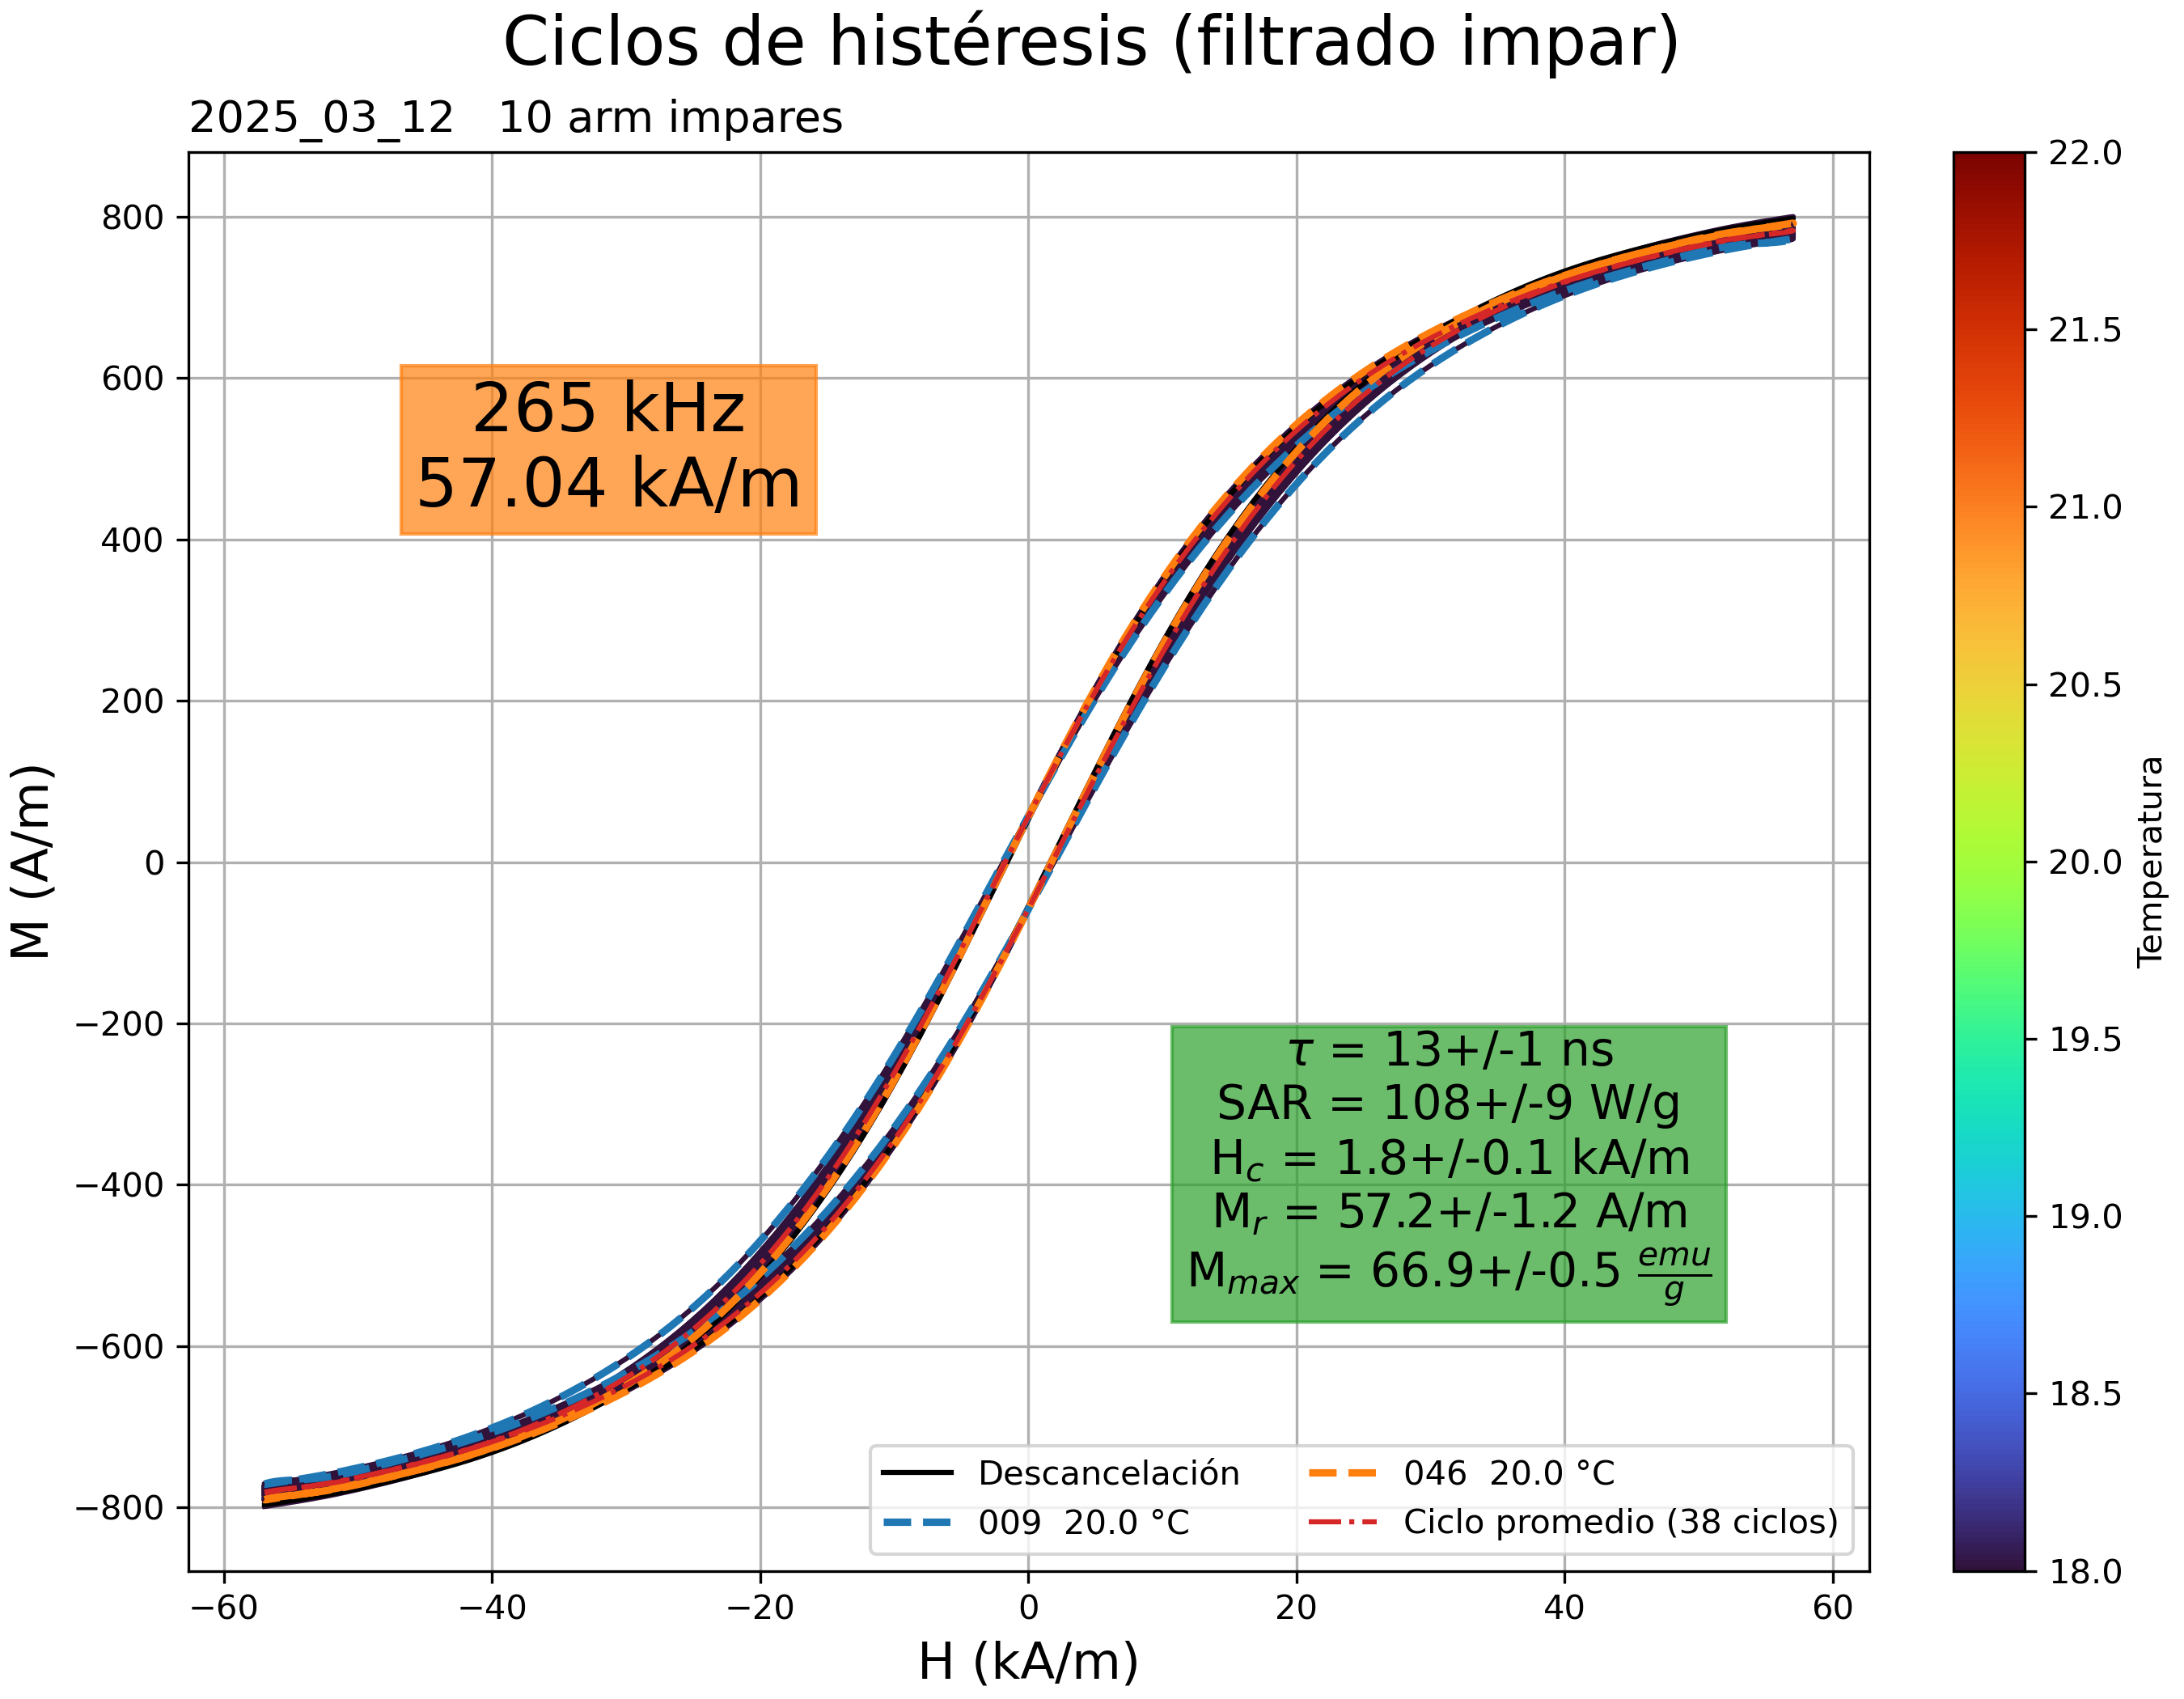 Ciclos de histéresis (filtrado impar)
2025_03_12   10 arm impares
800
600
400
200
0
−200
−400
−600
−800
M (A/m)
265 kHz
57.04 kA/m
τ = 13+/-1 ns
SAR = 108+/-9 W/g
H_c = 1.8+/-0.1 kA/m
M_r = 57.2+/-1.2 A/m
M_max = 66.9+/-0.5 emu/g
Descancelación
009  20.0 °C
046  20.0 °C
Ciclo promedio (38 ciclos)
−60 −40 −20 0 20 40 60
H (kA/m)
22.0
21.5
21.0
20.5
20.0
19.5
19.0
18.5
18.0
Temperatura